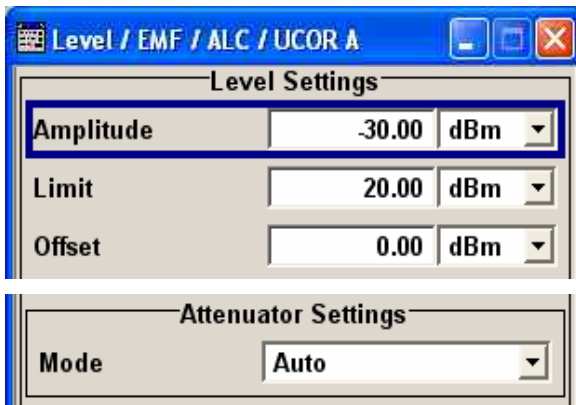 Level / EMF / ALC / UCOR A
Level Settings
Amplitude -30.00 dBm
Limit 20.00 dBm
Offset 0.00 dBm
Attenuator Settings
Mode Auto